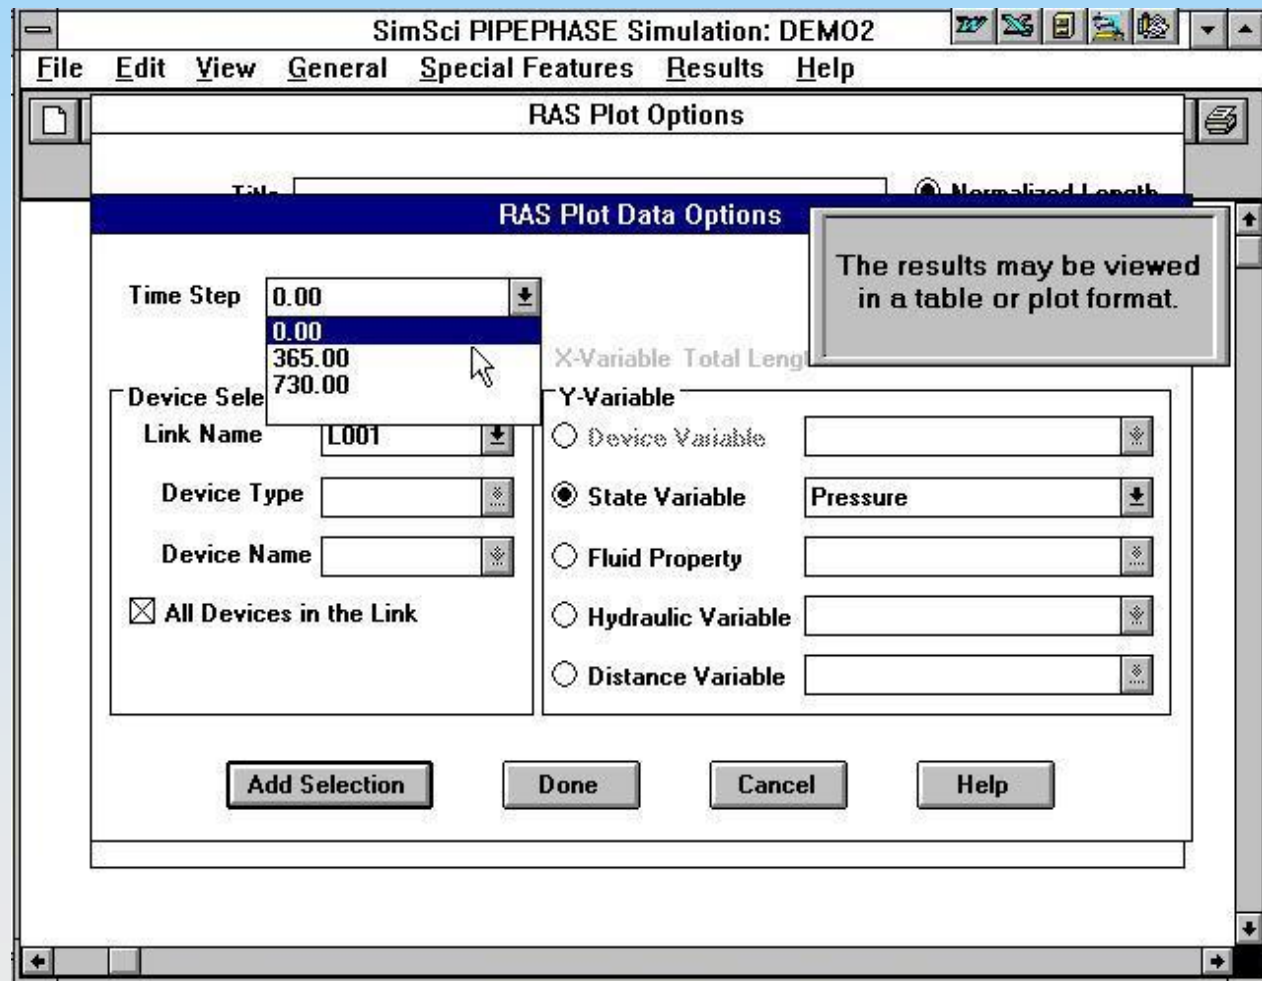 SimSci PIPEPHASE Simulation: DEMO2
File Edit View General Special Features Results Help
RAS Plot Options
Title Normalized Length
RAS Plot Data Options
The results may be viewed
in a table or plot format.
Time Step 0.00
0.00
365.00
730.00
X-Variable Total Lengt
Device Sele
Link Name L001
Device Type
Device Name
All Devices in the Link
Y-Variable
Device Variable
State Variable Pressure
Fluid Property
Hydraulic Variable
Distance Variable
Add Selection Done Cancel Help